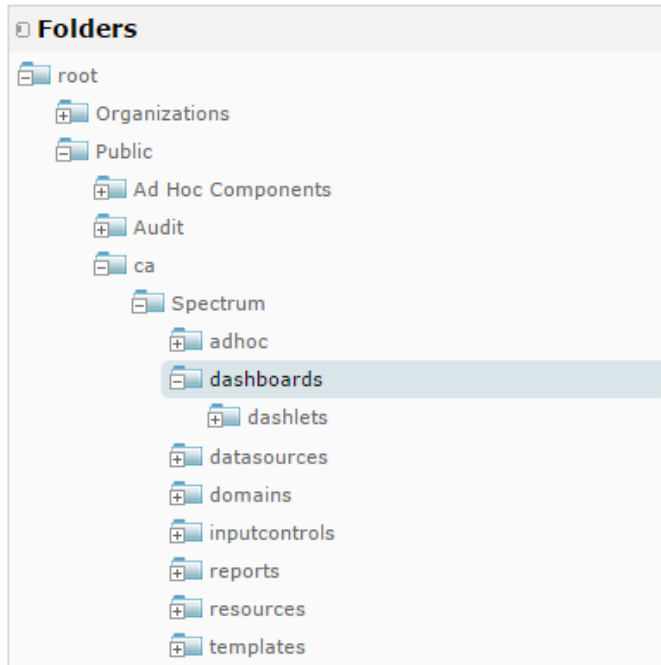 Folders
root
Organizations
Public
Ad Hoc Components
Audit
ca
Spectrum
adhoc
dashboards
dashlets
datasources
domains
inputcontrols
reports
resources
templates